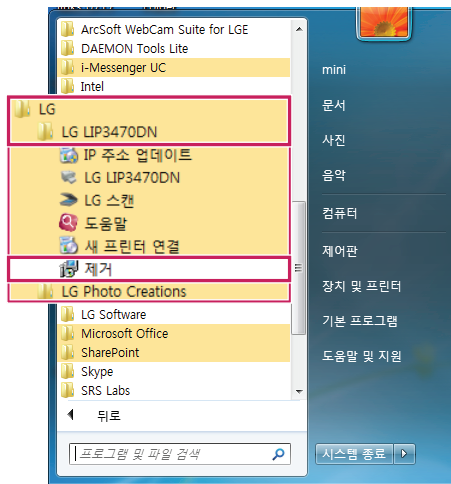 ArcSoft WebCam Suite for LGE
DAEMON Tools Lite
i-Messenger UC
Intel
LG
LG LIP3470DN
IP 주소 업데이트
LG LIP3470DN
LG 스캔
도움말
새 프린터 연결
제거
LG Photo Creations
LG Software
Microsoft Office
SharePoint
Skype
SRS Labs
뒤로
프로그램 및 파일 검색
mini
문서
사진
음악
컴퓨터
제어판
장치 및 프린터
기본 프로그램
도움말 및 지원
시스템 종료